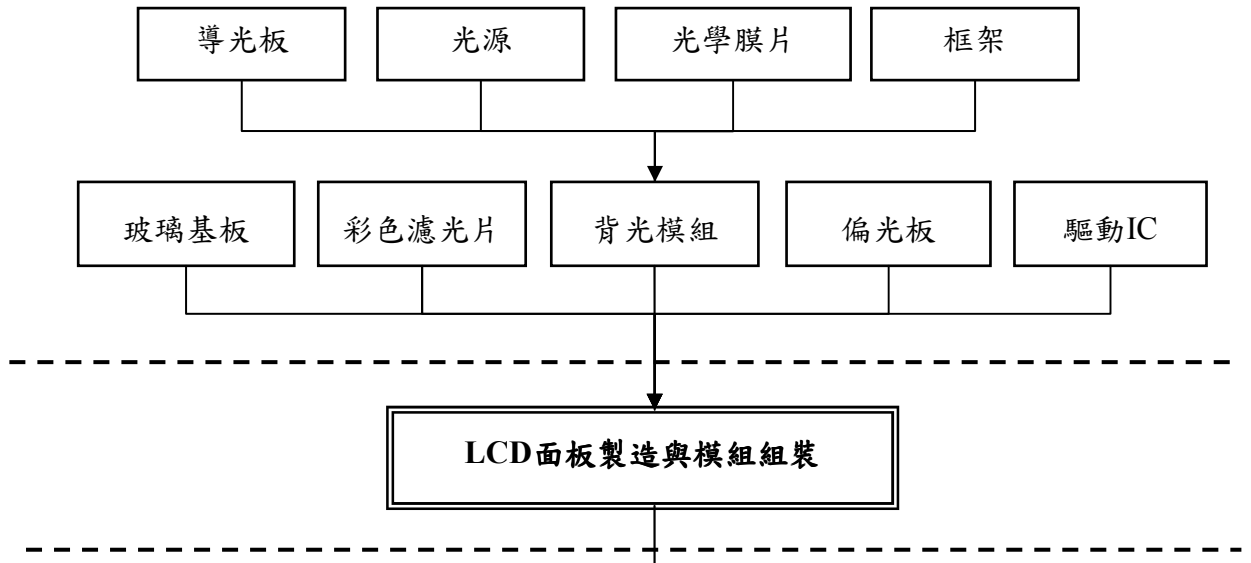 導光板
光源
光學膜片
框架
玻璃基板
彩色濾光片
背光模組
偏光板
驅動IC
LCD面板製造與模組組裝